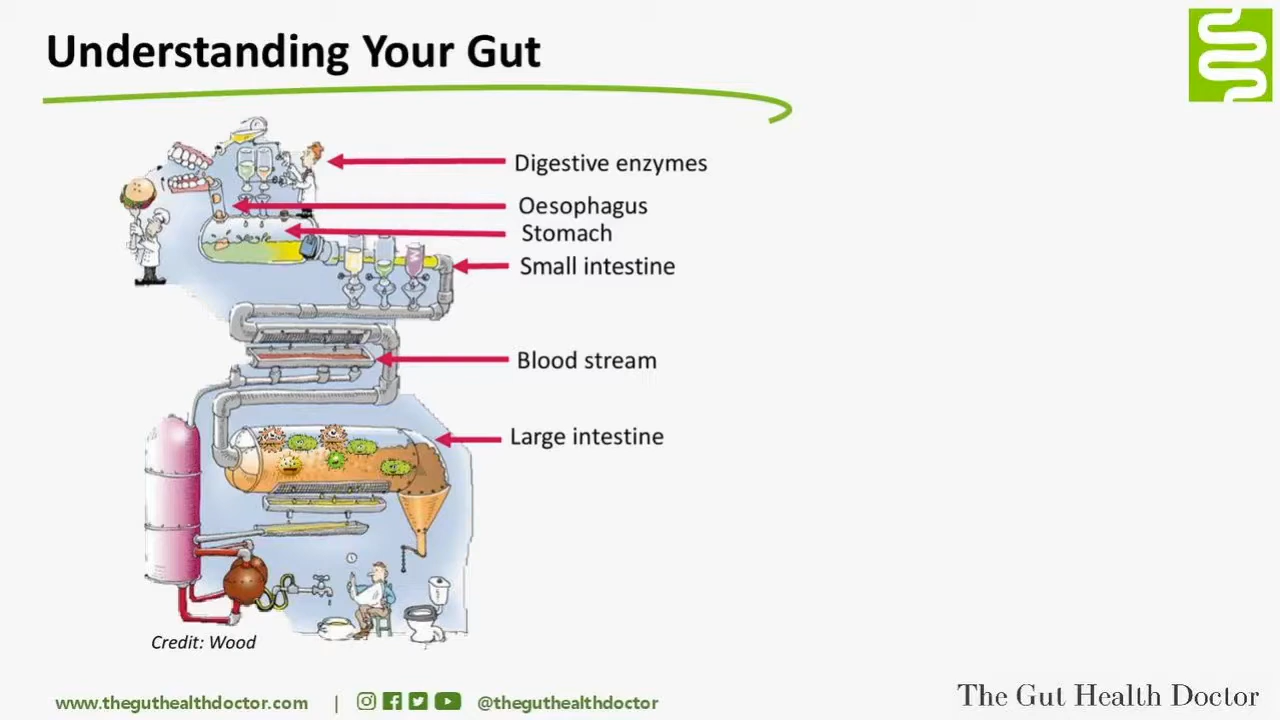 Understanding Your Gut
Digestive enzymes
Oesophagus
Stomach
Small intestine
Blood stream
Large intestine
Credit: Wood
www.theguthealthdoctor.com | @theguthealthdoctor
The Gut Health Doctor